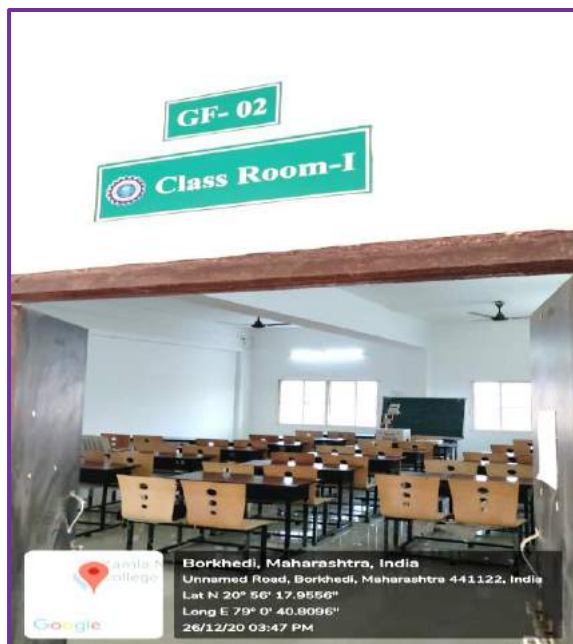 GF- 02
Class Room-I
Borkhedi, Maharashtra, India
Unnamed Road, Borkhedi, Maharashtra 441122, India
Lat N 20° 56' 17.9556"
Long E 79° 0' 40.8096"
26/12/20 03:47 PM
Google